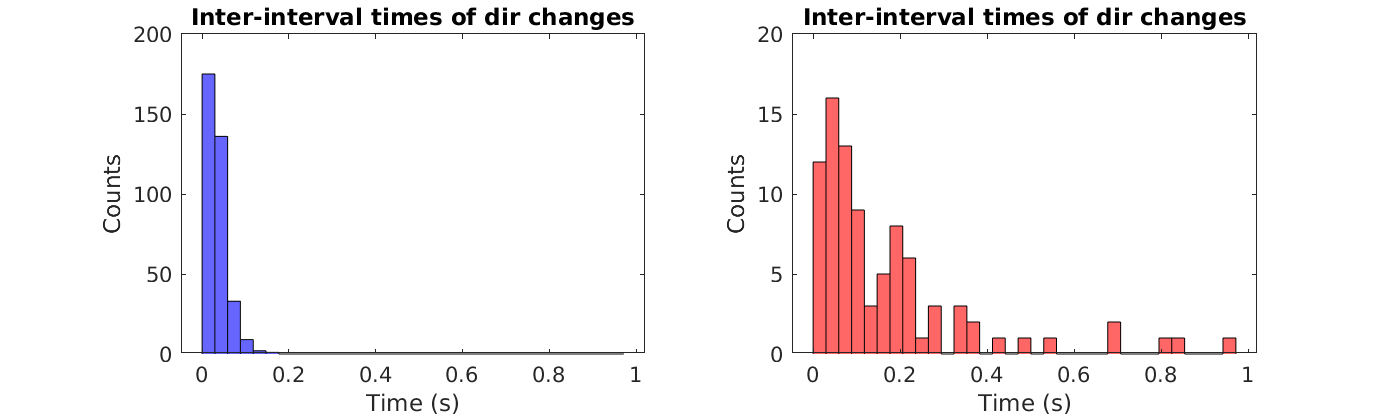 Inter-interval times of dir changes
200
150
100
50
0
Counts
0 0.2 0.4 0.6 0.8 1
Time (s)
Inter-interval times of dir changes
20
15
10
5
0
Counts
0 0.2 0.4 0.6 0.8 1
Time (s)